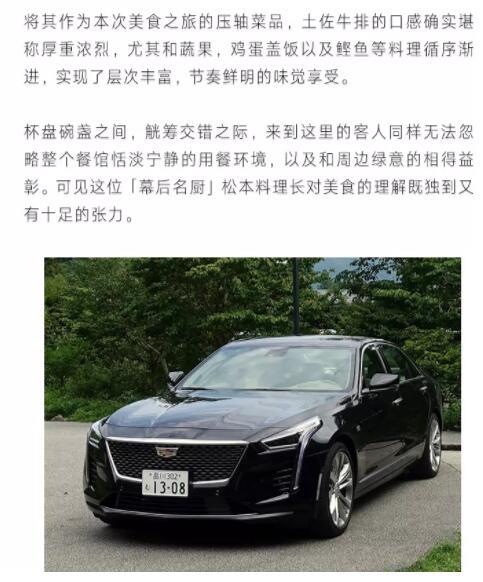 将其作为本次美食之旅的压轴菜品，土佐牛排的口感确实堪
称厚重浓烈，尤其和蔬果，鸡蛋盖饭以及鲣鱼等料理循序渐
进，实现了层次丰富，节奏鲜明的味觉享受。
杯盘碗盏之间，觥筹交错之际，来到这里的客人同样无法忽
略整个餐馆恬淡宁静的用餐环境，以及和周边绿意的相得益
彰。可见这位「幕后名厨」松本料理长对美食的理解既独到又
有十足的张力。
品川302
13-08